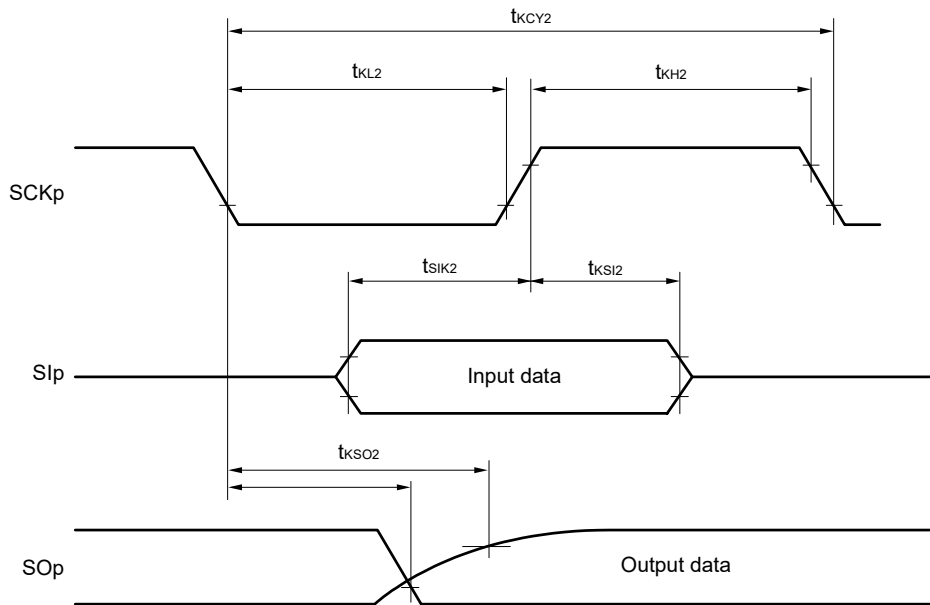 tKCY2
tKL2
tKH2
SCKp
tSIK2
tKSI2
SIp
Input data
tKSO2
SOp
Output data